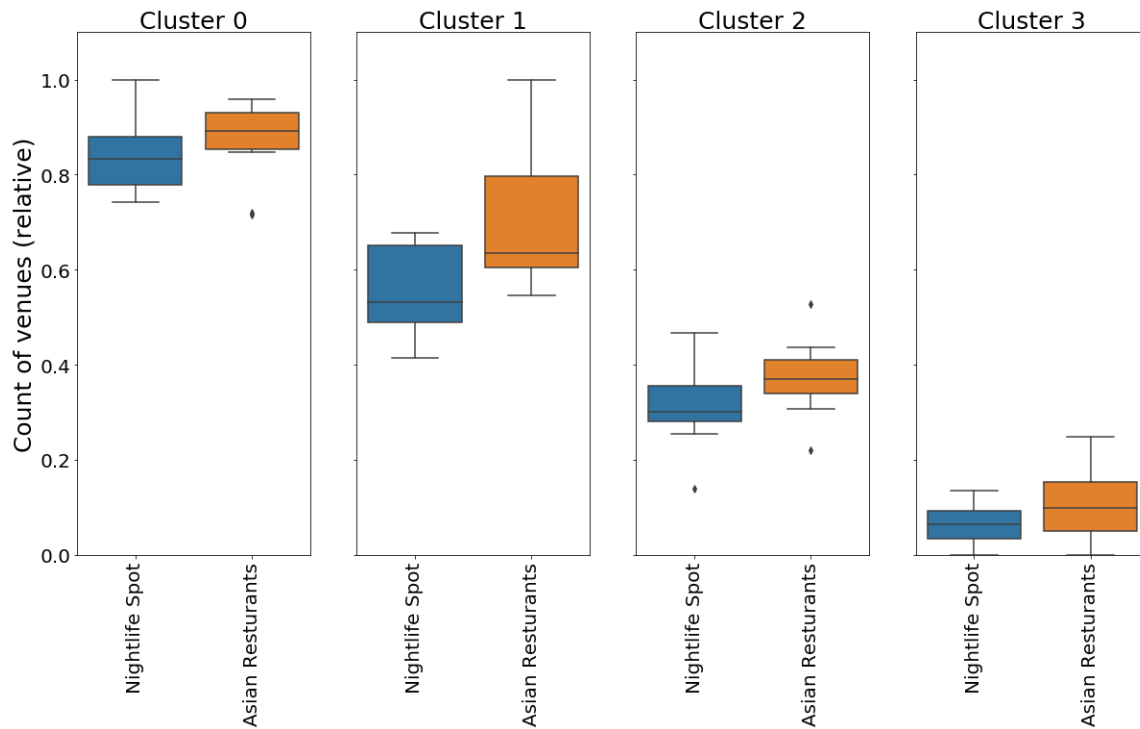 Cluster 0
Cluster 1
Cluster 2
Cluster 3
Count of venues (relative)
1.0
0.8
0.6
0.4
0.2
0.0
Nightlife Spot
Asian Resturants
Nightlife Spot
Asian Resturants
Nightlife Spot
Asian Resturants
Nightlife Spot
Asian Resturants